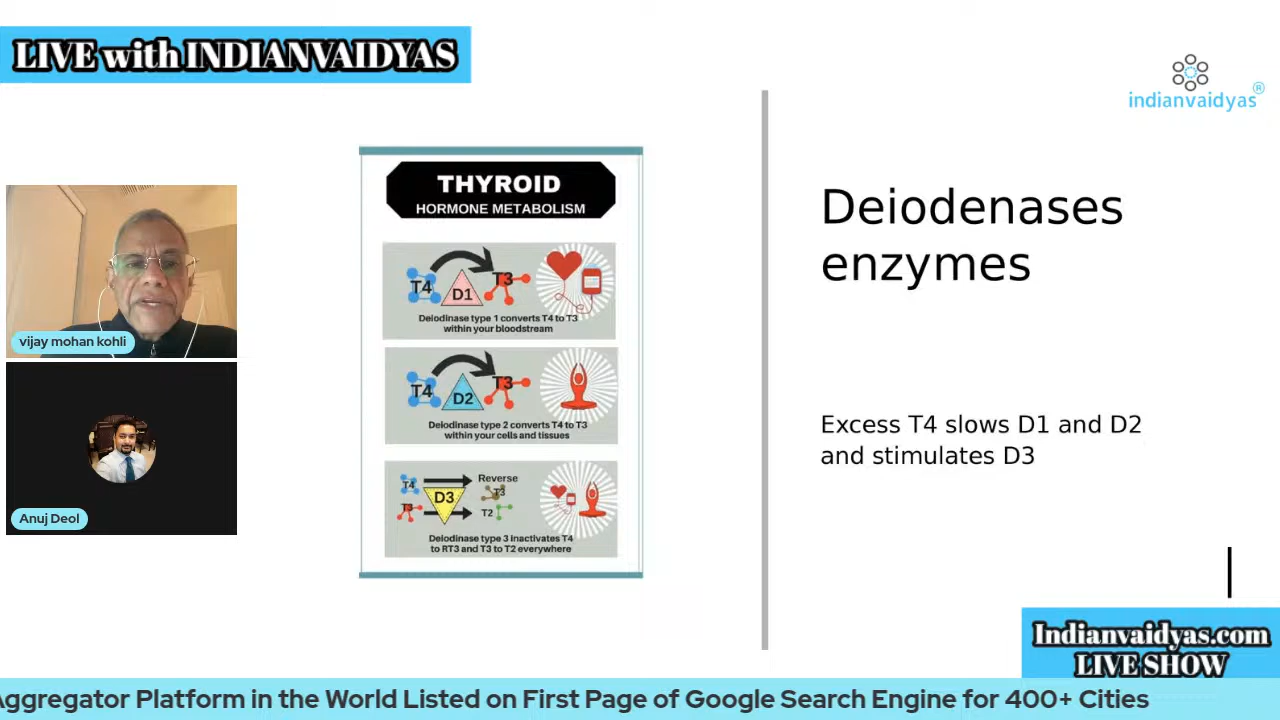 LIVE with INDIANVAIDYAS
indianvaidyas®
vijay mohan kohli
Anuj Deol
THYROID
HORMONE METABOLISM
T4
D1
T3
Deiodinase type 1 converts T4 to T3
within your bloodstream
T4
D2
T3
Deiodinase type 2 converts T4 to T3
within your cells and tissues
T4
Reverse
T3
D3
T3
T2
Deiodinase type 3 inactivates T4
to RT3 and T3 to T2 everywhere
Deiodenases
enzymes
Excess T4 slows D1 and D2
and stimulates D3
Indianvaidyas.com
LIVE SHOW
Aggregator Platform in the World Listed on First Page of Google Search Engine for 400+ Cities